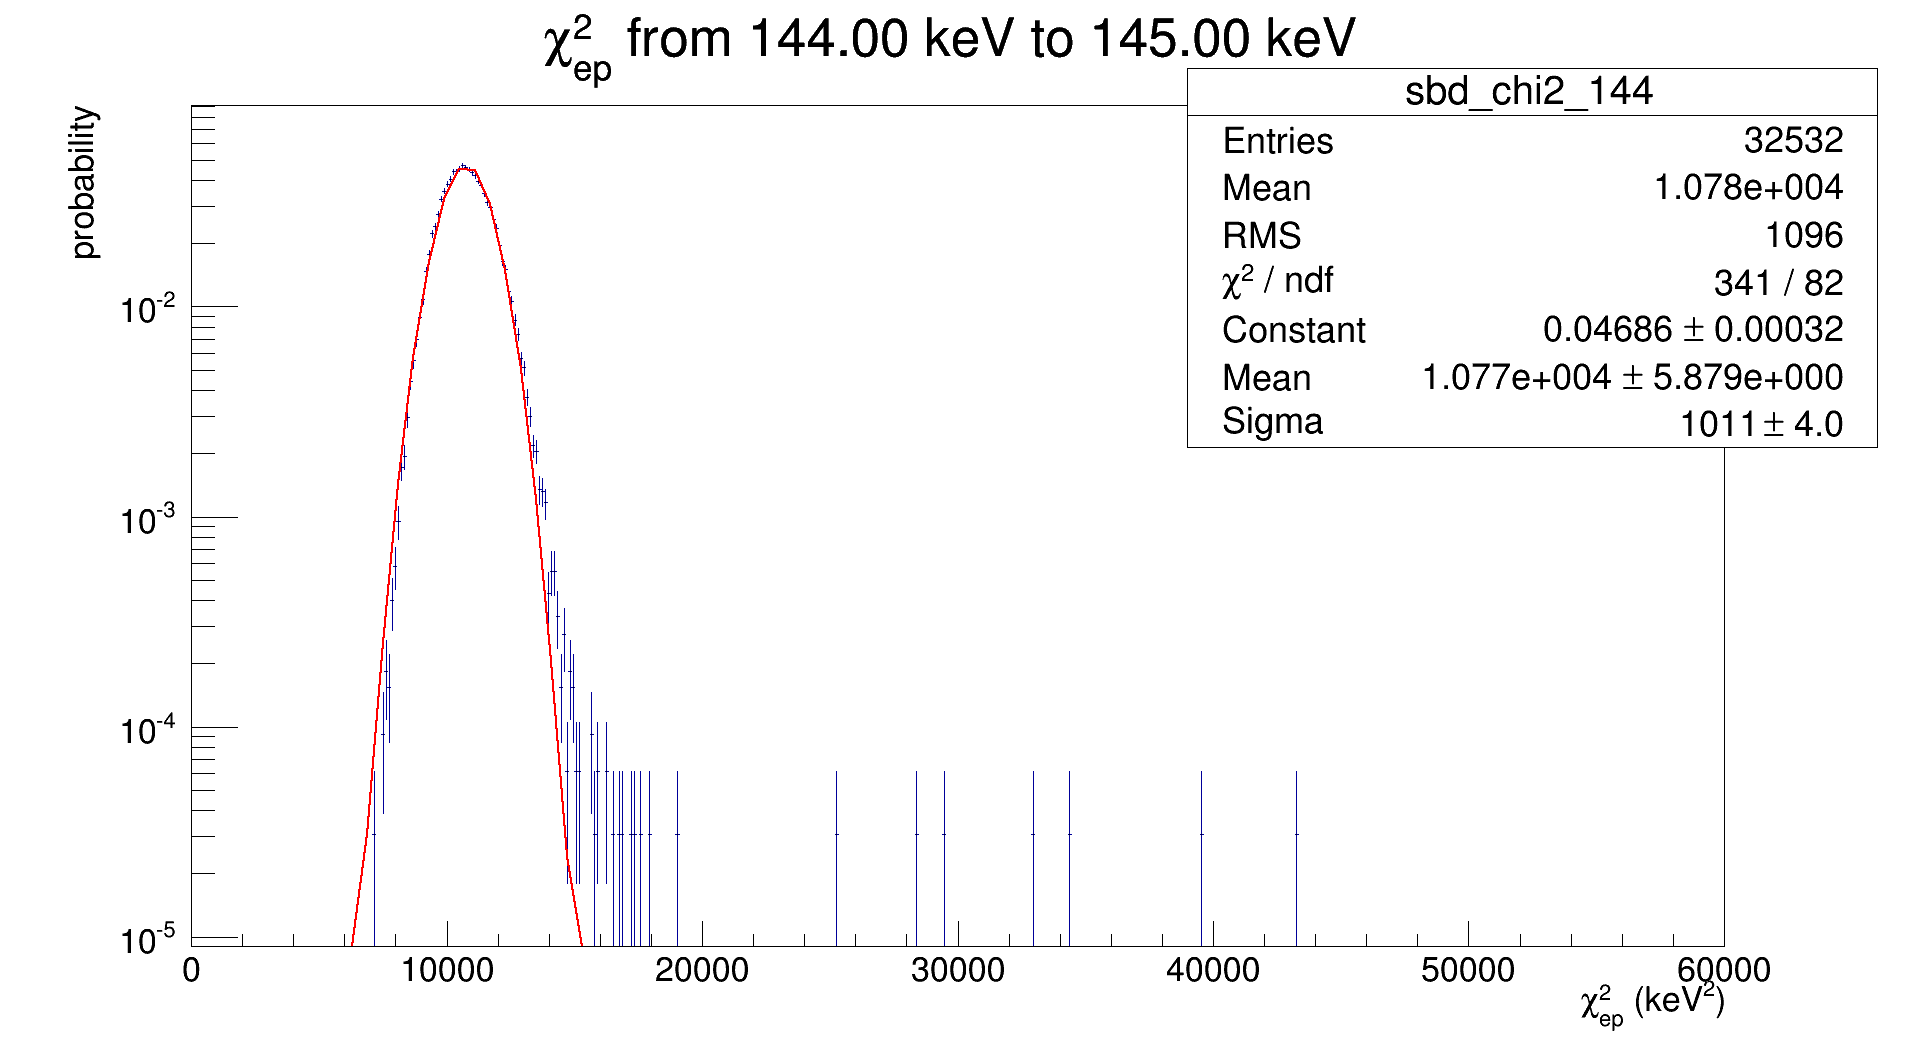 χ²ep from 144.00 keV to 145.00 keV
sbd_chi2_144
Entries 32532
Mean 1.078e+004
RMS 1096
χ² / ndf 341 / 82
Constant 0.04686 ± 0.00032
Mean 1.077e+004 ± 5.879e+000
Sigma 1011 ± 4.0
probability
10-2
10-3
10-4
10-5
0 10000 20000 30000 40000 50000 60000
χ²ep (keV²)